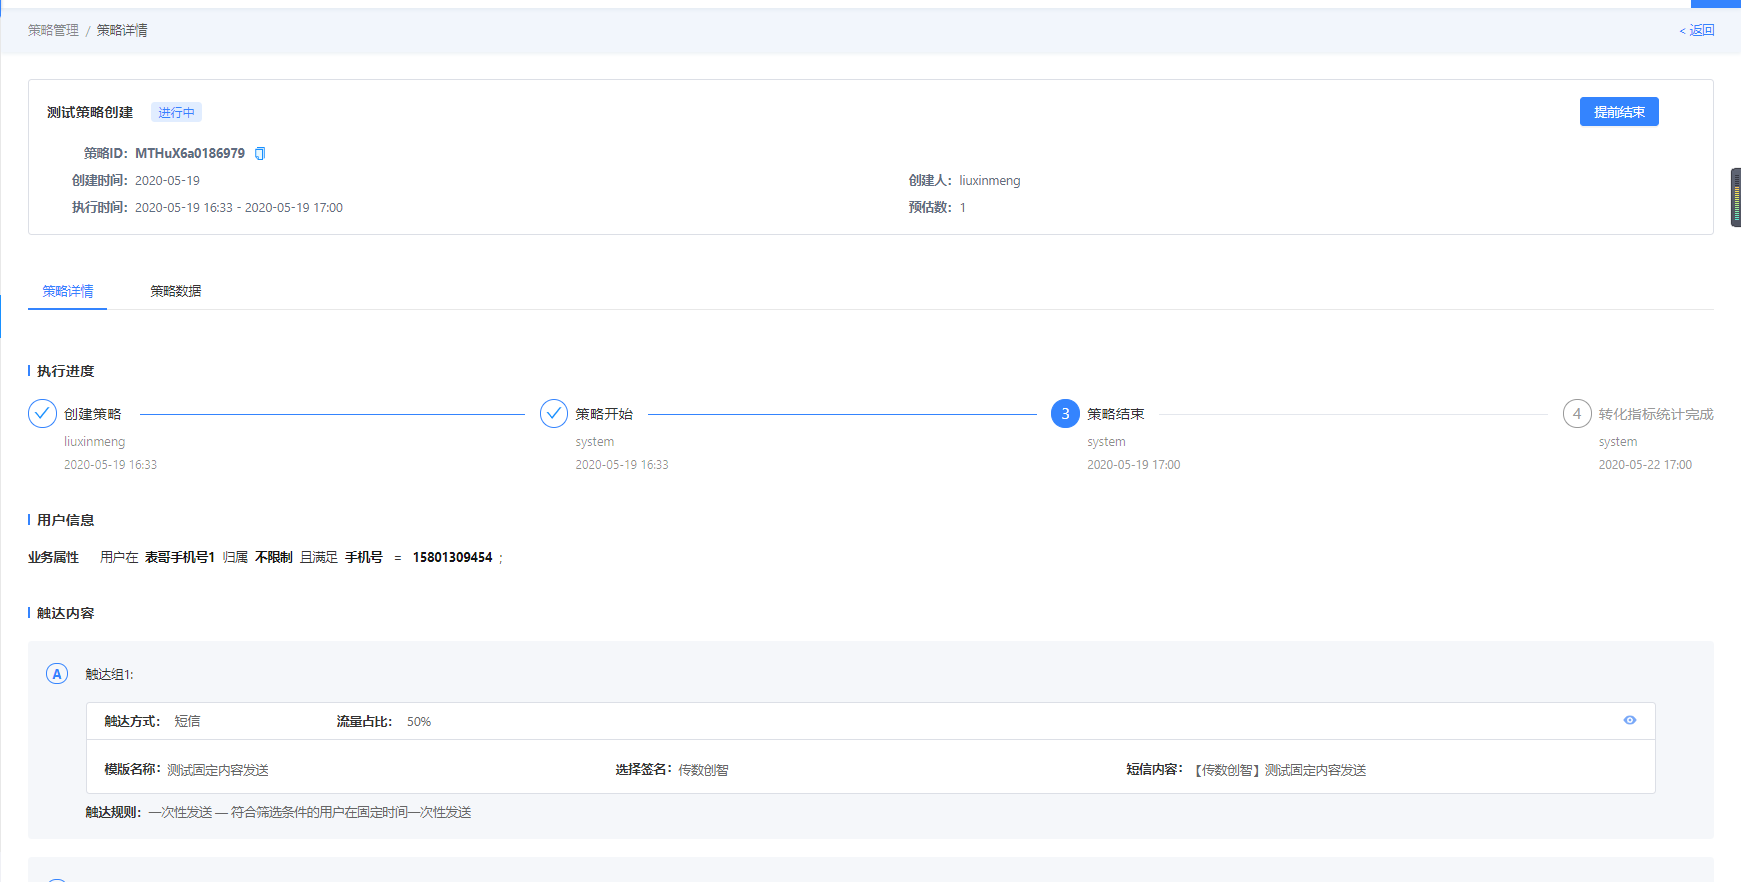 策略管理 / 策略详情
< 返回
测试策略创建 进行中
提前结束
策略ID: MTHuX6a0186979
创建时间: 2020-05-19
创建人: liuxinmeng
执行时间: 2020-05-19 16:33 - 2020-05-19 17:00
预估数: 1
策略详情 策略数据
执行进度
创建策略
liuxinmeng
2020-05-19 16:33
策略开始
system
2020-05-19 16:33
3 策略结束
system
2020-05-19 17:00
4 转化指标统计完成
system
2020-05-22 17:00
用户信息
业务属性 用户在 表哥手机号1 归属 不限制 且满足 手机号 = 15801309454 ;
触达内容
A 触达组1:
触达方式: 短信 流量占比: 50%
模版名称: 测试固定内容发送 选择签名: 传数创智 短信内容: 【传数创智】测试固定内容发送
触达规则: 一次性发送 — 符合筛选条件的用户在固定时间一次性发送